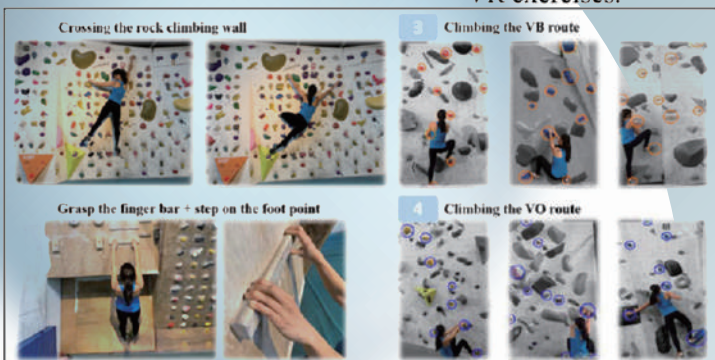 VR exercises.
Crossing the rock climbing wall
3 Climbing the VB route
Grasp the finger bar + step on the foot point
4 Climbing the VO route